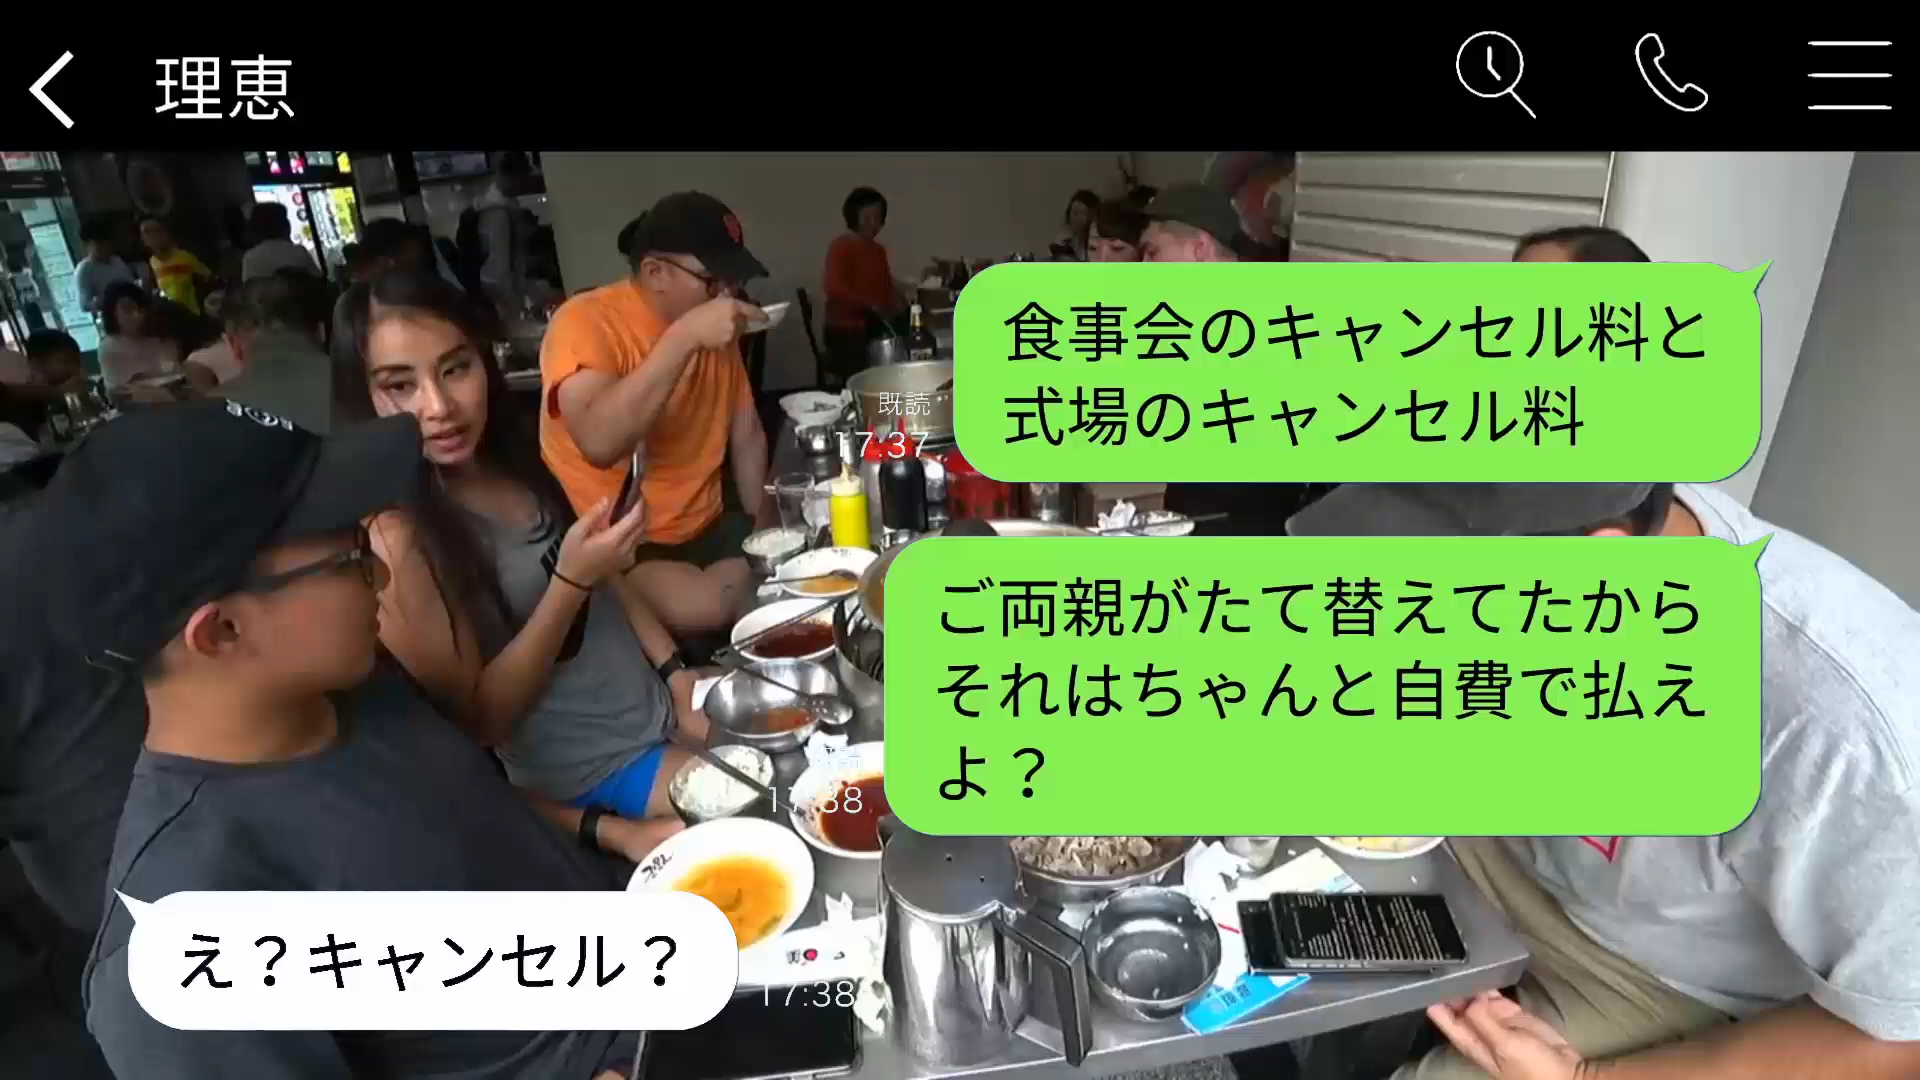 理恵
食事会のキャンセル料と
式場のキャンセル料
既読
17:37
ご両親がたて替えてたから
それはちゃんと自費で払え
よ？
既読
17:38
え？キャンセル？
17:38